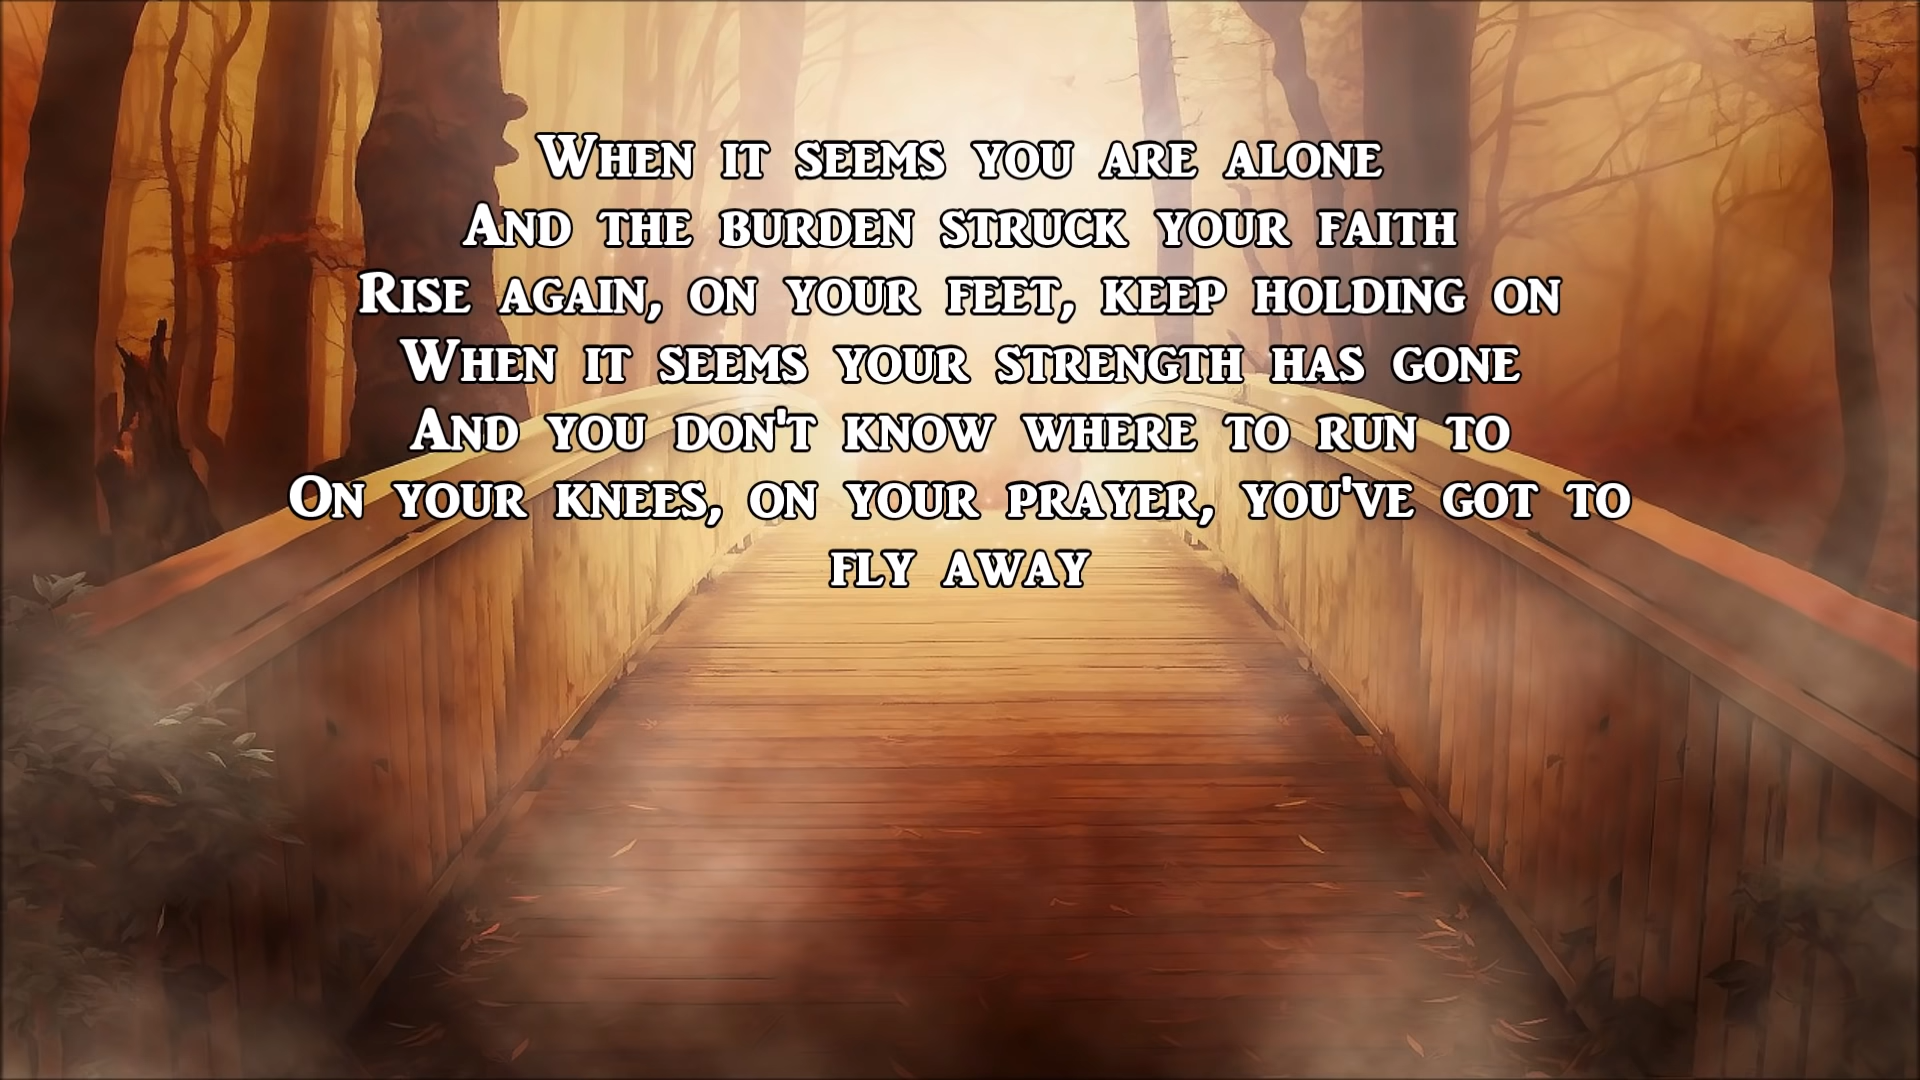 When it seems you are alone
And the burden struck your faith
Rise again, on your feet, keep holding on
When it seems your strength has gone
And you don't know where to run to
On your knees, on your prayer, you've got to
fly away